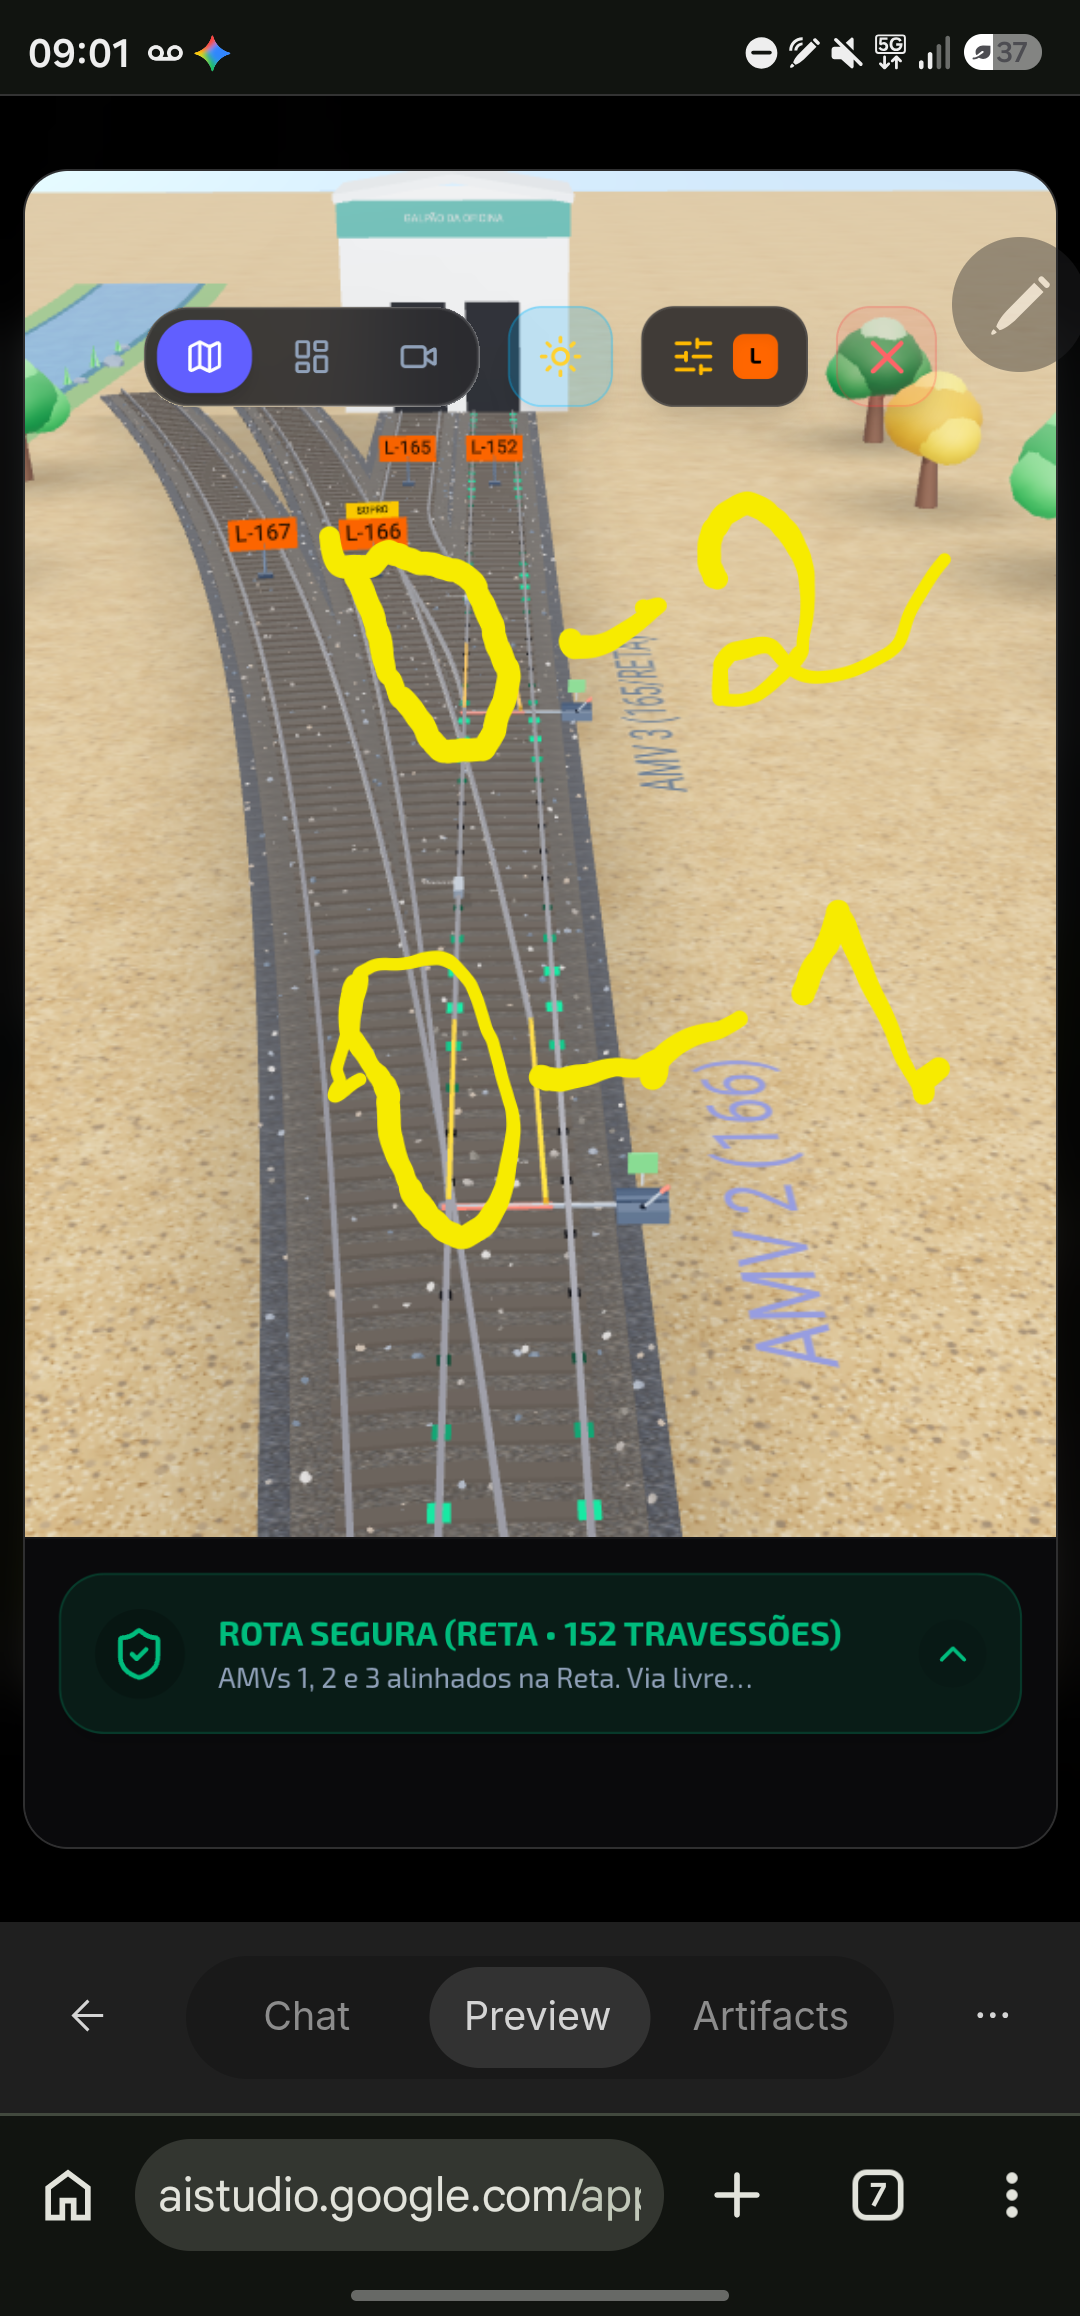 09:01
5G
37
GALPÃO DA OFICINA
L
L-165
L-152
SOPRO
L-166
L-167
2
AMV 3 (165/RETA)
1
AMV 2 (166)
ROTA SEGURA (RETA • 152 TRAVESSÕES)
AMVs 1, 2 e 3 alinhados na Reta. Via livre...
Chat
Preview
Artifacts
aistudio.google.com/app
7